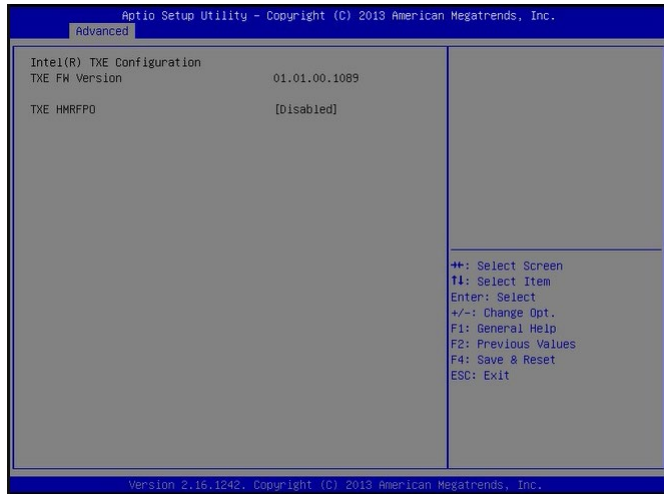 Aptio Setup Utility – Copyright (C) 2013 American Megatrends, Inc.
Advanced
Intel(R) TXE Configuration
TXE FW Version 01.01.00.1089
TXE HMRFPO [Disabled]
→←: Select Screen
↑↓: Select Item
Enter: Select
+/-: Change Opt.
F1: General Help
F2: Previous Values
F4: Save & Reset
ESC: Exit
Version 2.16.1242. Copyright (C) 2013 American Megatrends, Inc.